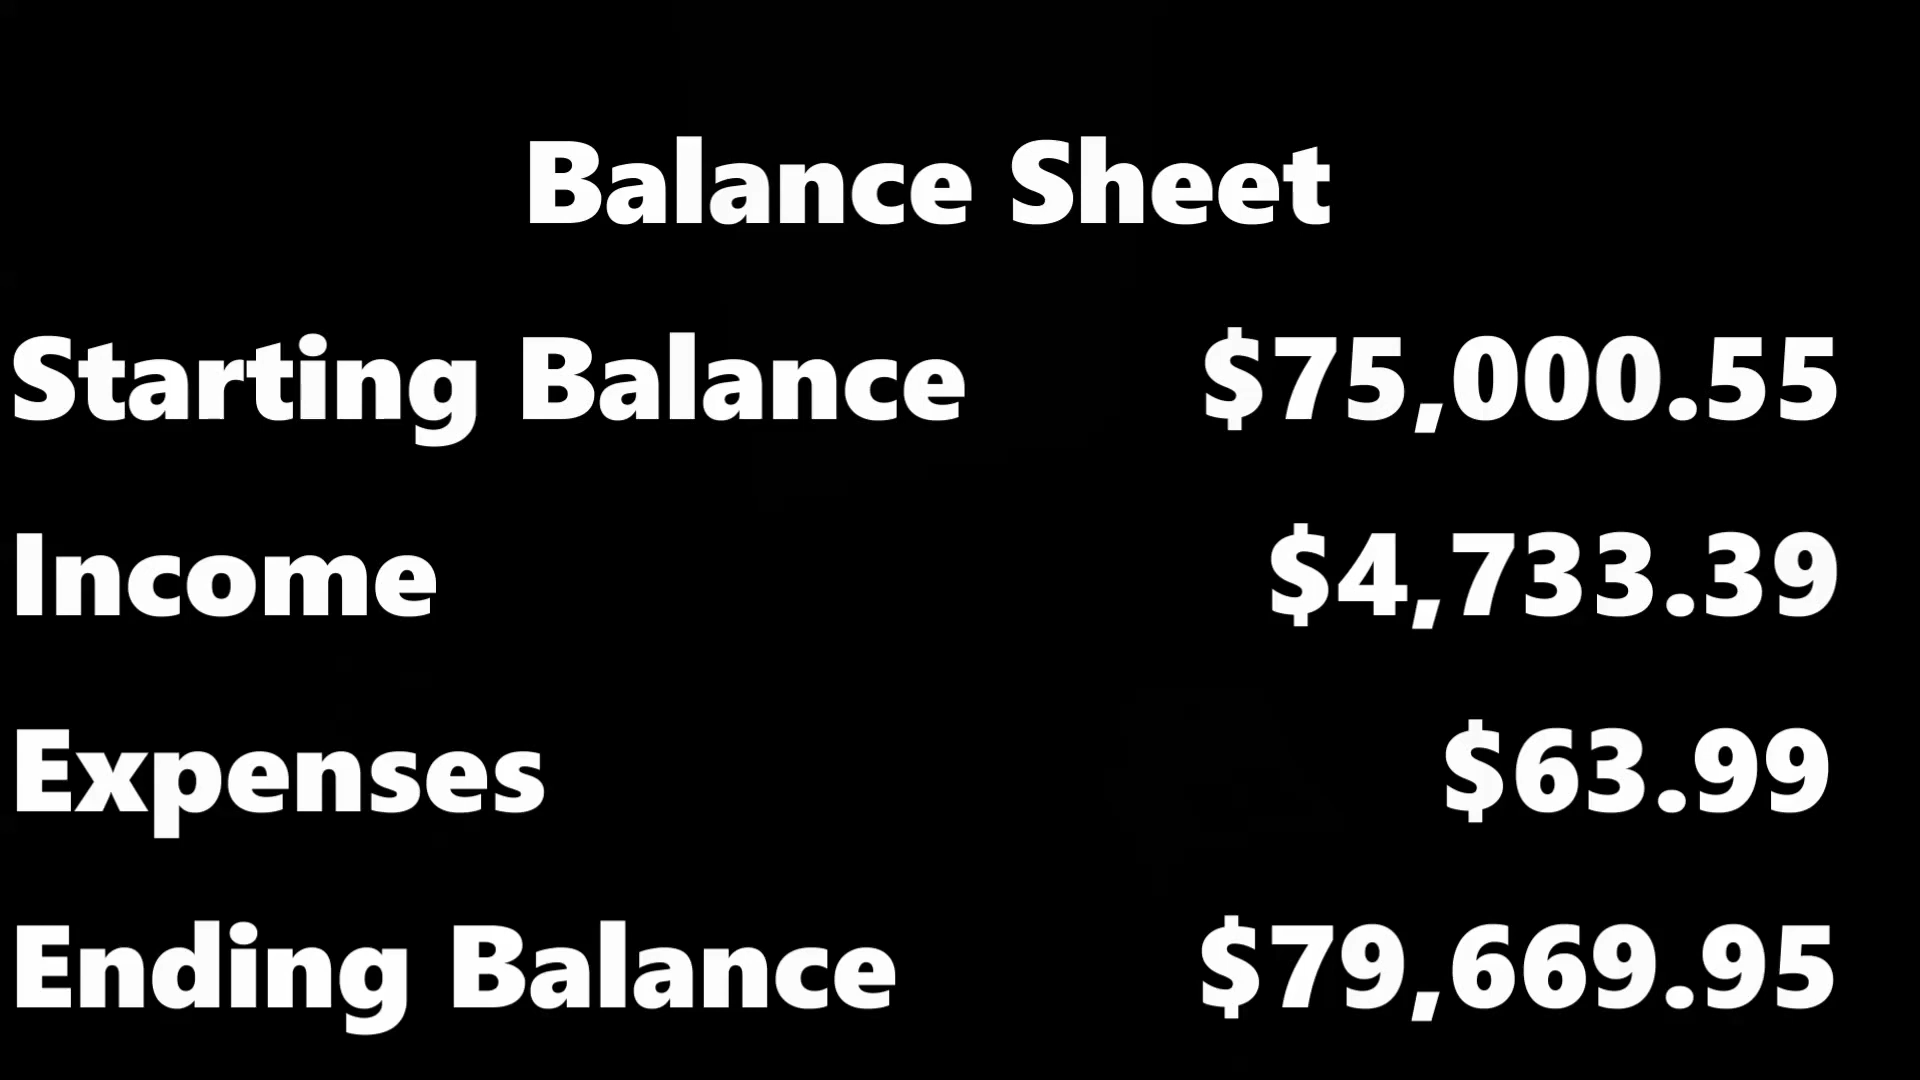 Balance Sheet
Starting Balance $75,000.55
Income $4,733.39
Expenses $63.99
Ending Balance $79,669.95